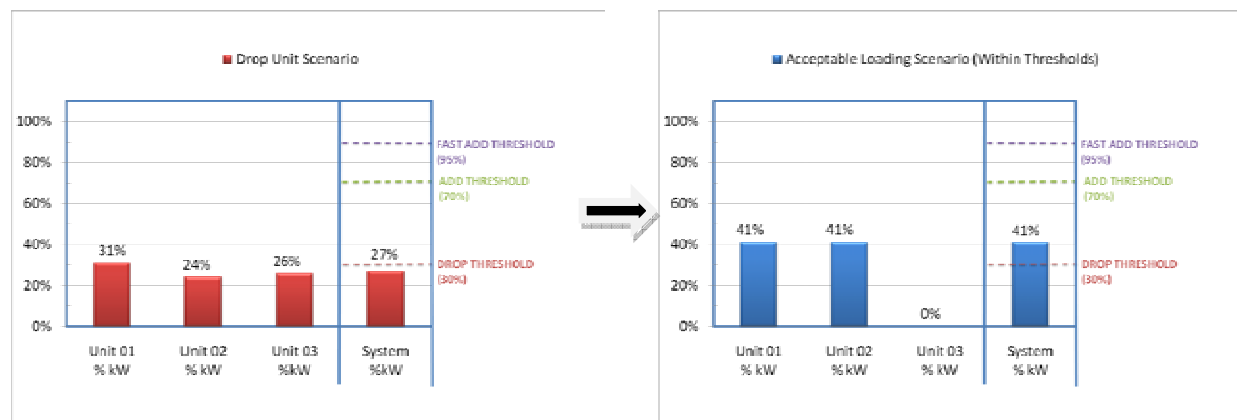 Drop Unit Scenario
100%
80%
60%
40%
20%
0%
31%
24%
26%
27%
FAST ADD THRESHOLD
(95%)
ADD THRESHOLD
(70%)
DROP THRESHOLD
(30%)
Unit 01
% kW
Unit 02
% kW
Unit 03
%kW
System
%kW
Acceptable Loading Scenario (Within Thresholds)
100%
80%
60%
40%
20%
0%
41%
41%
0%
41%
FAST ADD THRESHOLD
(95%)
ADD THRESHOLD
(70%)
DROP THRESHOLD
(30%)
Unit 01
% kW
Unit 02
% kW
Unit 03
% kW
System
% kW